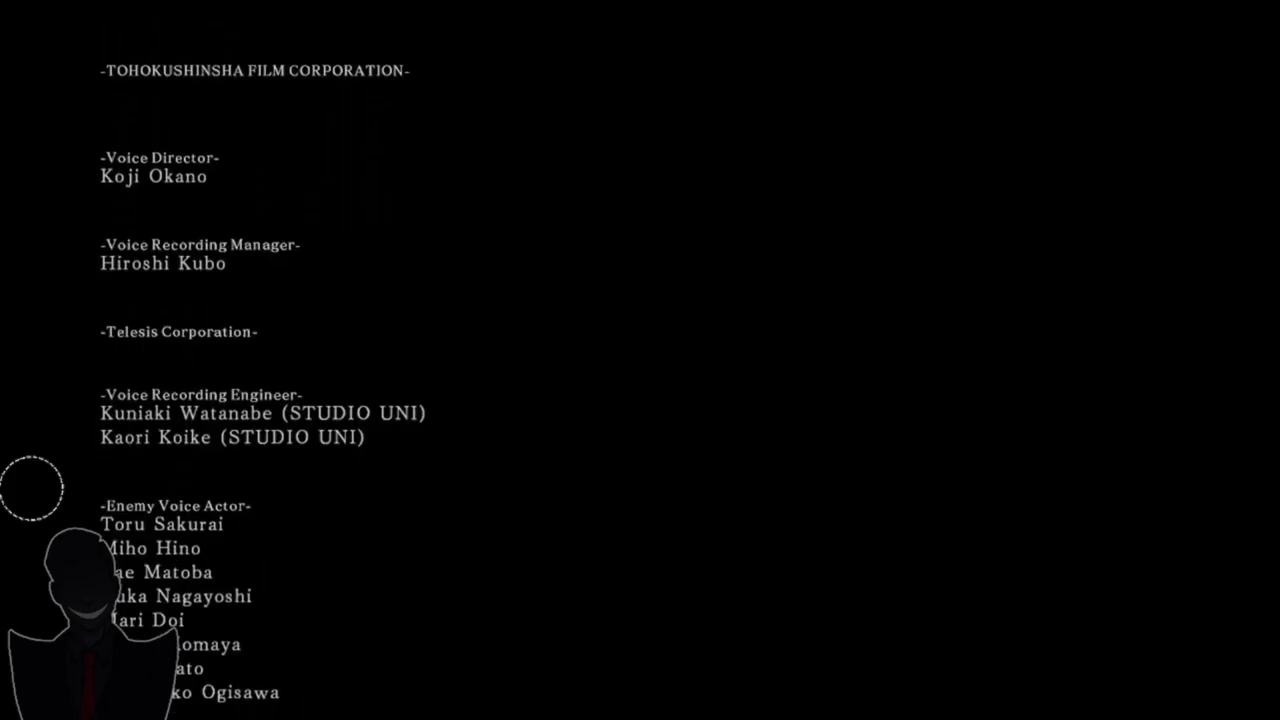 -TOHOKUSHINSHA FILM CORPORATION-
-Voice Director-
Koji Okano
-Voice Recording Manager-
Hiroshi Kubo
-Telesis Corporation-
-Voice Recording Engineer-
Kuniaki Watanabe (STUDIO UNI)
Kaori Koike (STUDIO UNI)
-Enemy Voice Actor-
Toru Sakurai
Miho Hino
Matoba
Nagayoshi
Mari Doi
Ogisawa